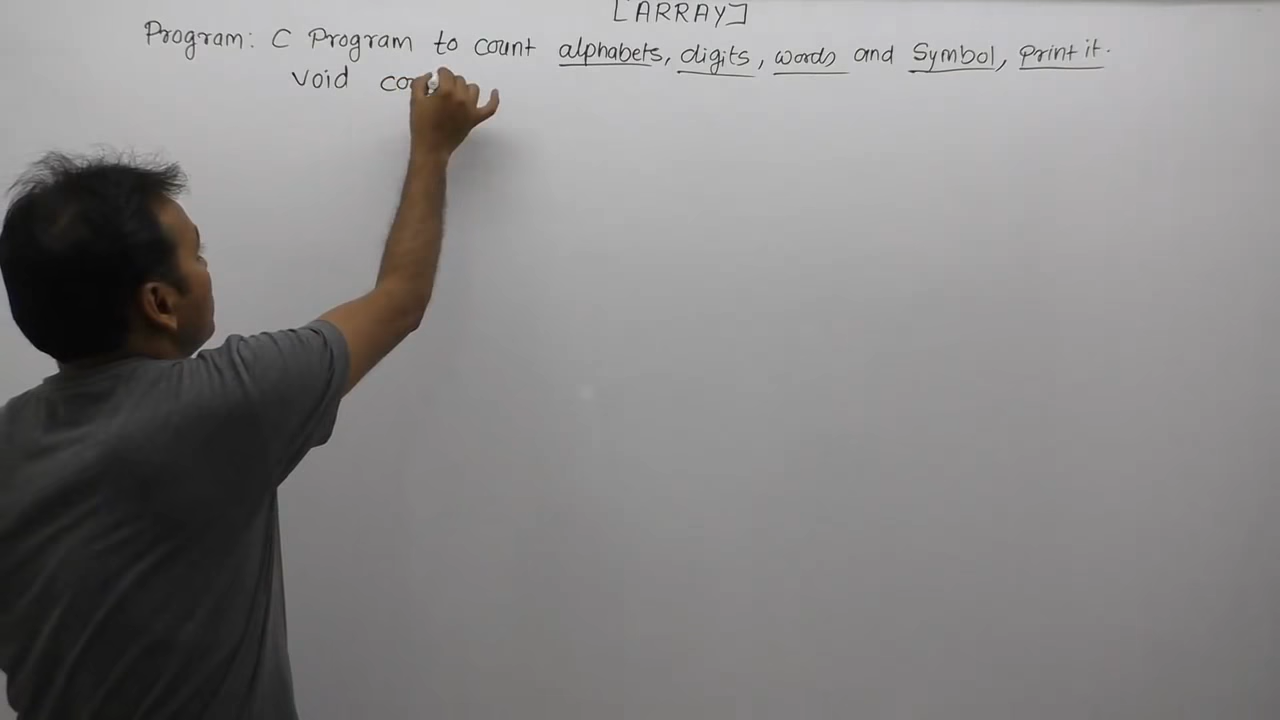 [ARRAY]
Program: C Program to count alphabets, digits, words and Symbol, print it.
Void co